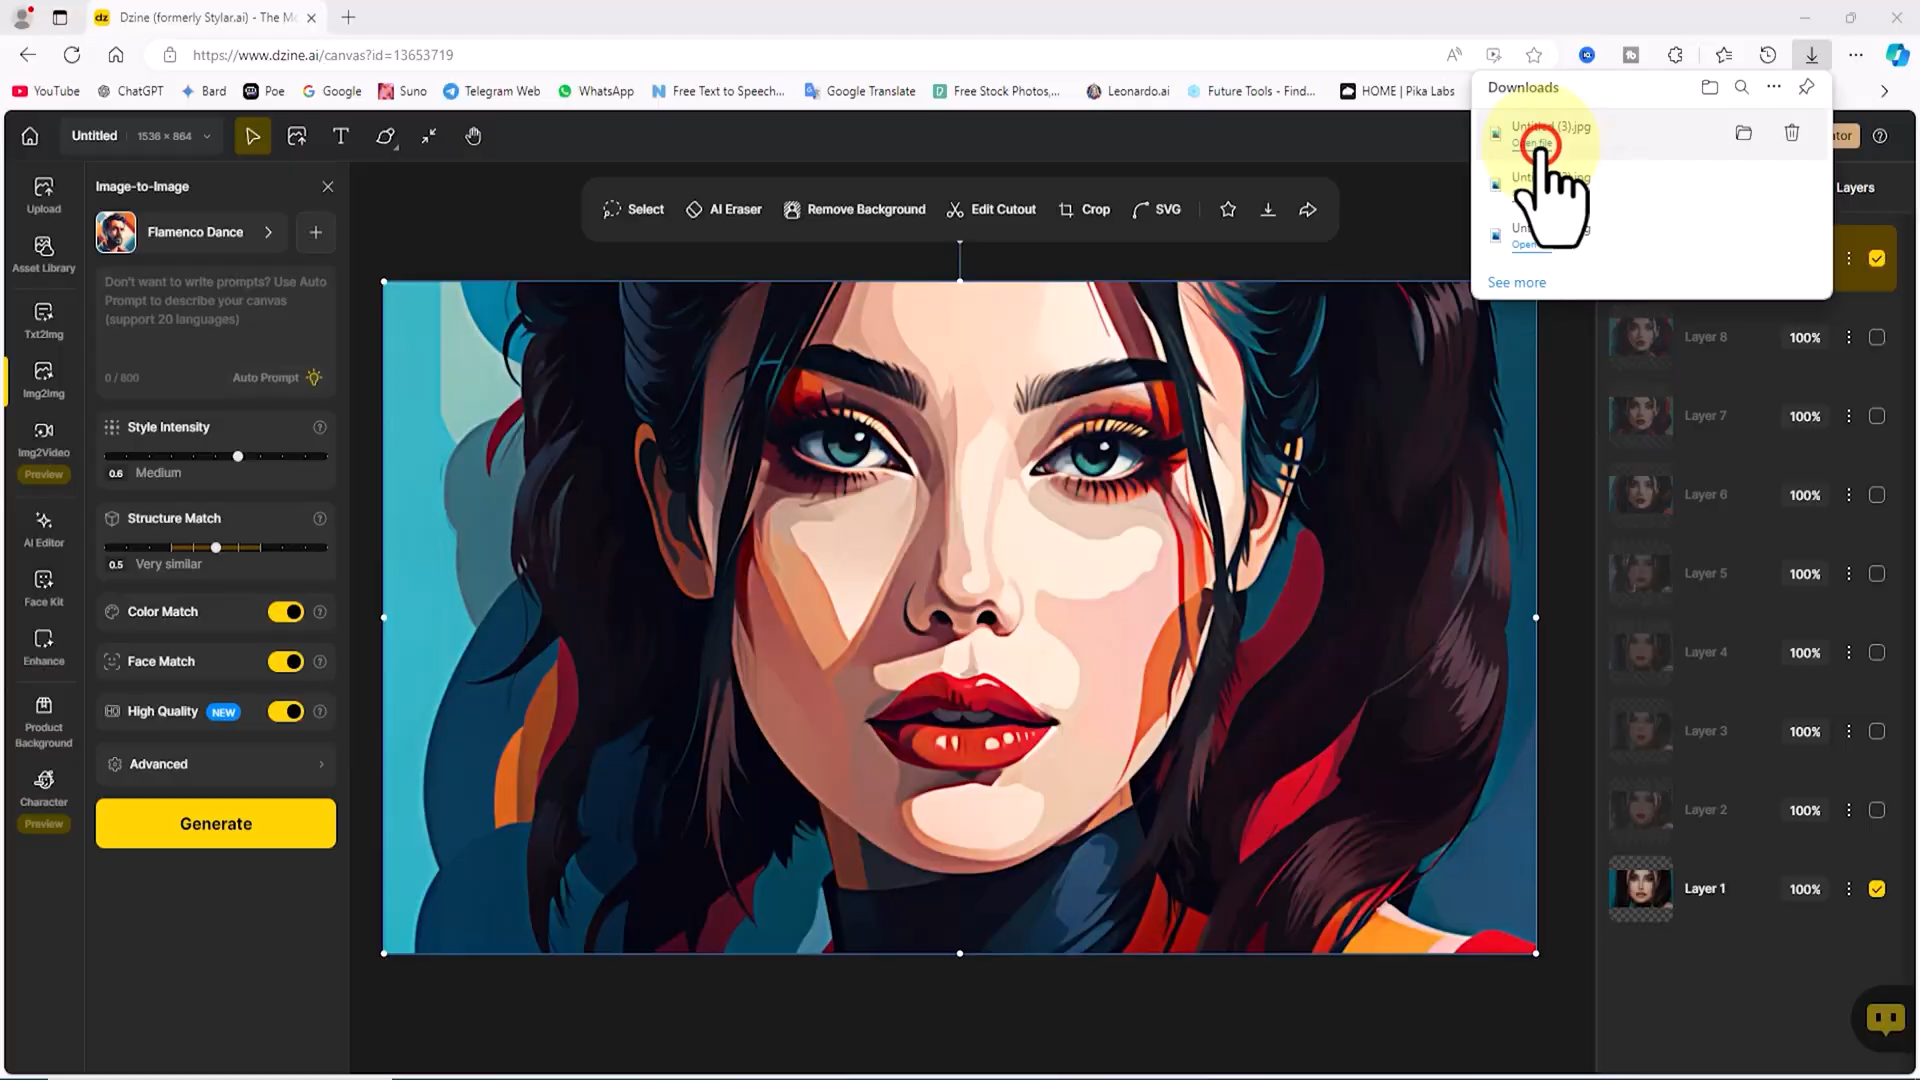 Dzine (formerly Stylar.ai) - The Mo
https://www.dzine.ai/canvas?id=13653719
YouTube
ChatGPT
Bard
Poe
Google
Suno
Telegram Web
WhatsApp
Free Text to Speech...
Google Translate
Free Stock Photos,...
Leonardo.ai
Future Tools - Find...
HOME | Pika Labs
Downloads
Untitled (3).jpg
Open file
Open
See more
Untitled
1536 × 864
Image-to-Image
Flamenco Dance
Don't want to write prompts? Use Auto
Prompt to describe your canvas
(support 20 languages)
0 / 800
Auto Prompt
Style Intensity
0.6 Medium
Structure Match
0.5 Very similar
Color Match
Face Match
High Quality NEW
Advanced
Generate
Upload
Asset Library
Txt2Img
Img2Img
Img2Video
Preview
AI Editor
Face Kit
Enhance
Product
Background
Character
Preview
Select
AI Eraser
Remove Background
Edit Cutout
Crop
SVG
Layers
Layer 8 100%
Layer 7 100%
Layer 6 100%
Layer 5 100%
Layer 4 100%
Layer 3 100%
Layer 2 100%
Layer 1 100%